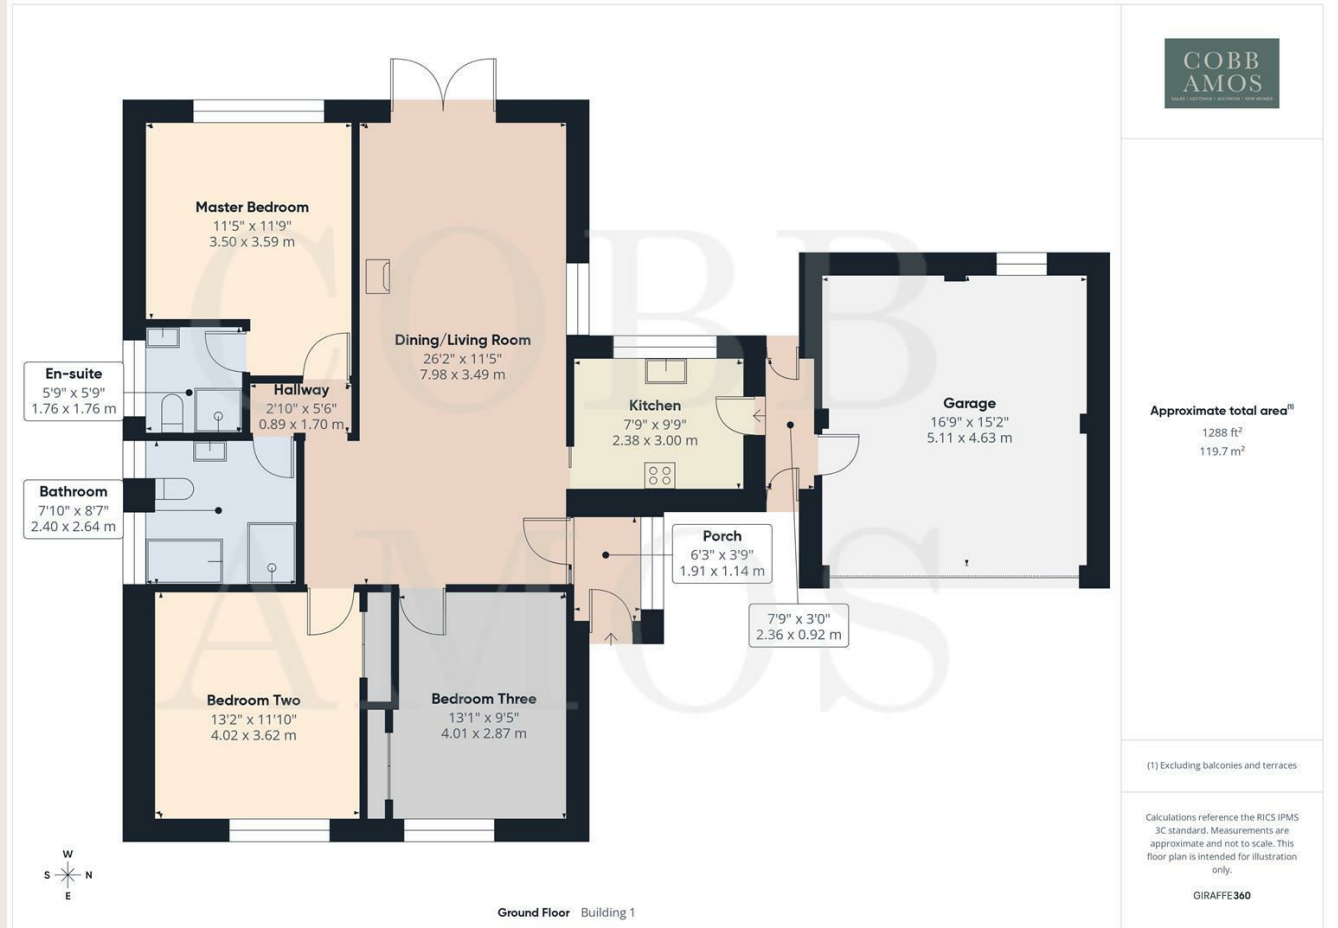 COBB
AMOS
SALES | LETTINGS | AUCTIONS | NEW HOMES
Master Bedroom
11'5" x 11'9"
3.50 x 3.59 m
Dining/Living Room
26'2" x 11'5"
7.98 x 3.49 m
En-suite
5'9" x 5'9"
1.76 x 1.76 m
Hallway
2'10" x 5'6"
0.89 x 1.70 m
Kitchen
7'9" x 9'9"
2.38 x 3.00 m
Garage
16'9" x 15'2"
5.11 x 4.63 m
Bathroom
7'10" x 8'7"
2.40 x 2.64 m
Porch
6'3" x 3'9"
1.91 x 1.14 m
7'9" x 3'0"
2.36 x 0.92 m
Bedroom Two
13'2" x 11'10"
4.02 x 3.62 m
Bedroom Three
13'1" x 9'5"
4.01 x 2.87 m
COBB
AMOS
W
S N
E
Ground Floor Building 1
Approximate total area(1)
1288 ft²
119.7 m²
(1) Excluding balconies and terraces
Calculations reference the RICS IPMS
3C standard. Measurements are
approximate and not to scale. This
floor plan is intended for illustration
only.
GIRAFFE360